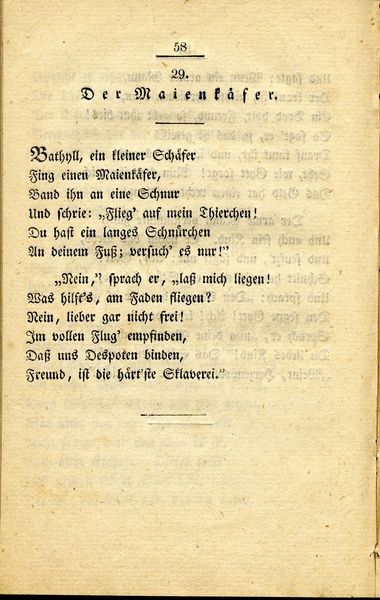 58
29.
Der Maienkäfer.
Bathyll, ein kleiner Schäfer
Fing einen Maienkäfer,
Band ihn an eine Schnur
Und schrie: „Flieg' auf mein Thierchen!
Du hast ein langes Schnürchen
An deinem Fuß; versuch' es nur!"
„Nein," sprach er, „laß mich liegen!
Was hilft's, am Faden fliegen?
Nein, lieber gar nicht frei!
Im vollen Flug' empfinden,
Daß uns Despoten binden,
Freund, ist die härt'ste Sklaverei."